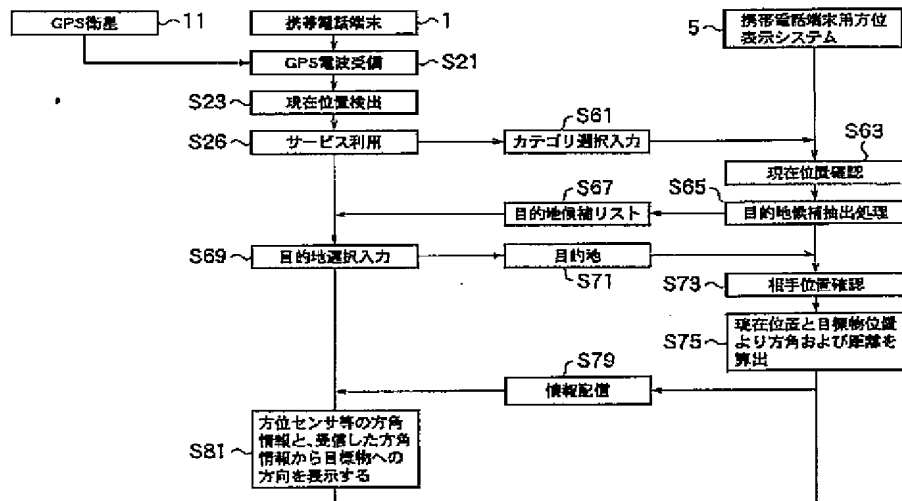 GPS衛星
11
携帯電話端末
1
5
携帯電話端末用方位
表示システム
GPS電波受信
S21
S23
現在位置検出
S26
サービス利用
S61
カテゴリ選択入力
S63
現在位置確認
S67
目的地候補リスト
S65
目的地候補抽出処理
S69
目的地選択入力
目的地
S71
S73
相手位置確認
S75
現在位置と目標物位置
より方角および距離を
算出
S79
情報配信
S81
方位センサ等の方角
情報と、受信した方角
情報から目標物への
方向を表示する